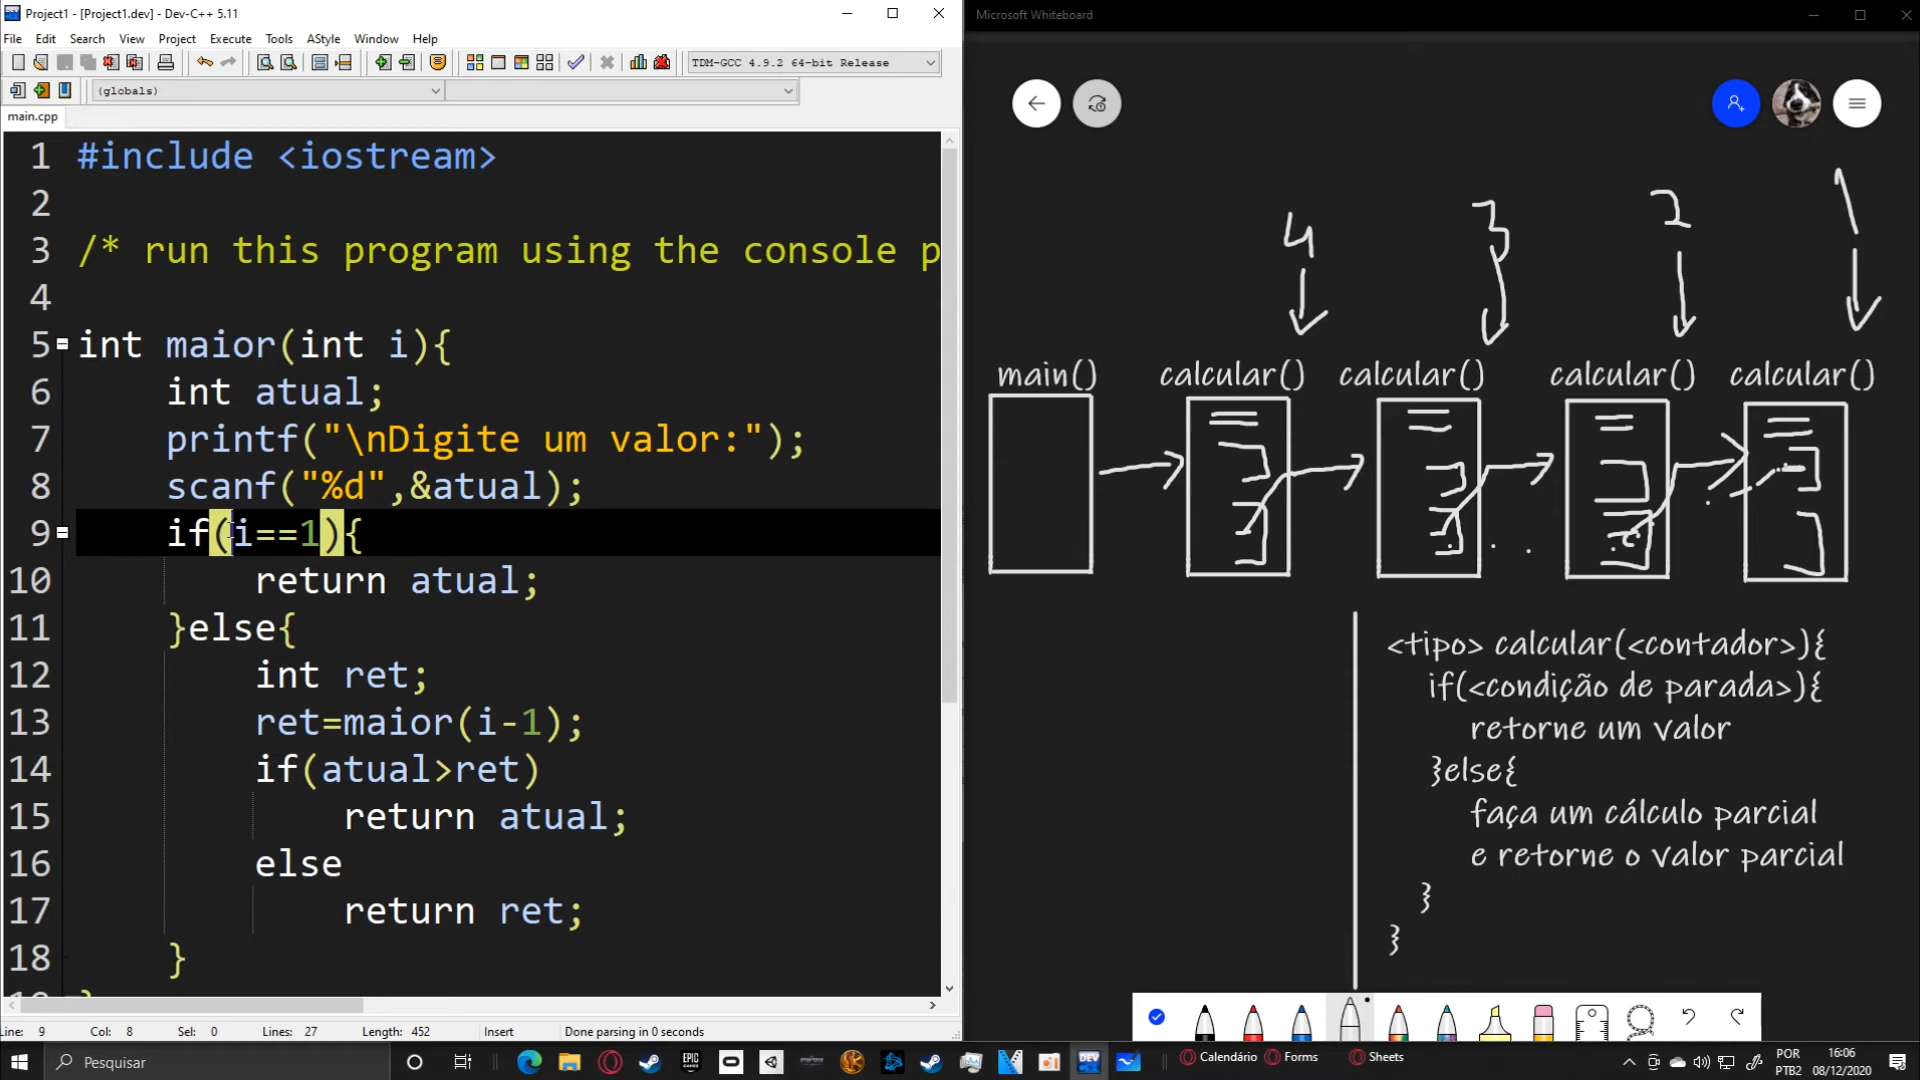 Project1 - [Project1.dev] - Dev-C++ 5.11
File Edit Search View Project Execute Tools AStyle Window Help
TDM-GCC 4.9.2 64-bit Release
(globals)
main.cpp
1 #include <iostream>
2
3 /* run this program using the console p
4
5 int maior(int i){
6 int atual;
7 printf("\nDigite um valor:");
8 scanf("%d",&atual);
9 if(i==1){
10 return atual;
11 }else{
12 int ret;
13 ret=maior(i-1);
14 if(atual>ret)
15 return atual;
16 else
17 return ret;
18 }
Line: 9 Col: 8 Sel: 0 Lines: 27 Length: 452 Insert Done parsing in 0 seconds
Microsoft Whiteboard
4 3 2 1
main() calcular() calcular() calcular() calcular()
<tipo> calcular(<contador>){
if(<condição de parada>){
retorne um valor
}else{
faça um cálculo parcial
e retorne o valor parcial
}
}
Pesquisar
EPIC GAMES
DEV
Calendário Forms Sheets
POR
PTB2
16:06
08/12/2020